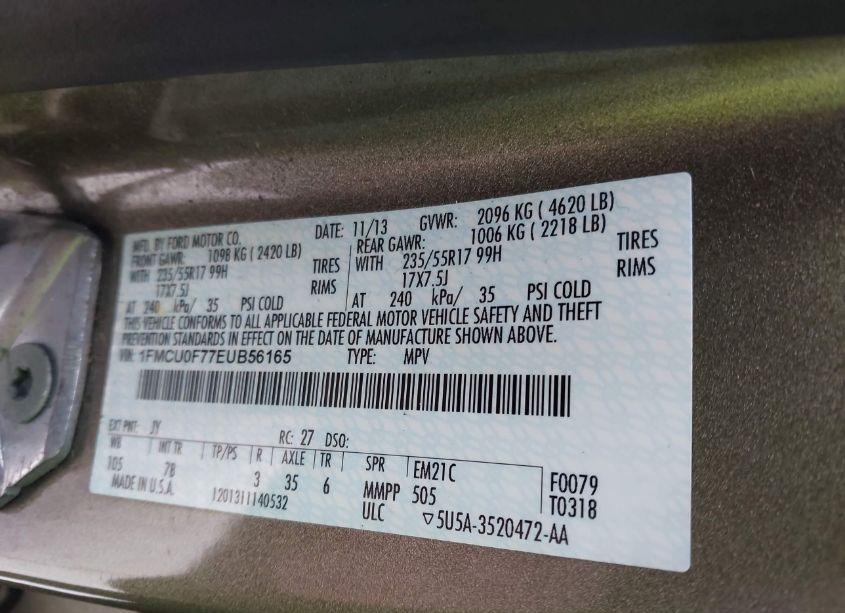 MFD. BY FORD MOTOR CO. DATE: 11/13 GVWR: 2096 KG ( 4620 LB)
FRONT GAWR: 1098 KG ( 2420 LB) REAR GAWR: 1006 KG ( 2218 LB)
WITH 235/55R17 99H TIRES WITH 235/55R17 99H TIRES
17X7.5J RIMS 17X7.5J RIMS
AT 240 kPa/ 35 PSI COLD AT 240 kPa/ 35 PSI COLD
THIS VEHICLE CONFORMS TO ALL APPLICABLE FEDERAL MOTOR VEHICLE SAFETY AND THEFT
PREVENTION STANDARDS IN EFFECT ON THE DATE OF MANUFACTURE SHOWN ABOVE.
VIN: 1FMCU0F77EUB56165 TYPE: MPV
EXT PNT: JY RC: 27 DSO:
WB INT TR TP/PS R AXLE TR SPR EM21C F0079
105 78 3 35 6 MMPP 505 T0318
MADE IN U.S.A. 1201311140532 ULC 5U5A-3520472-AA